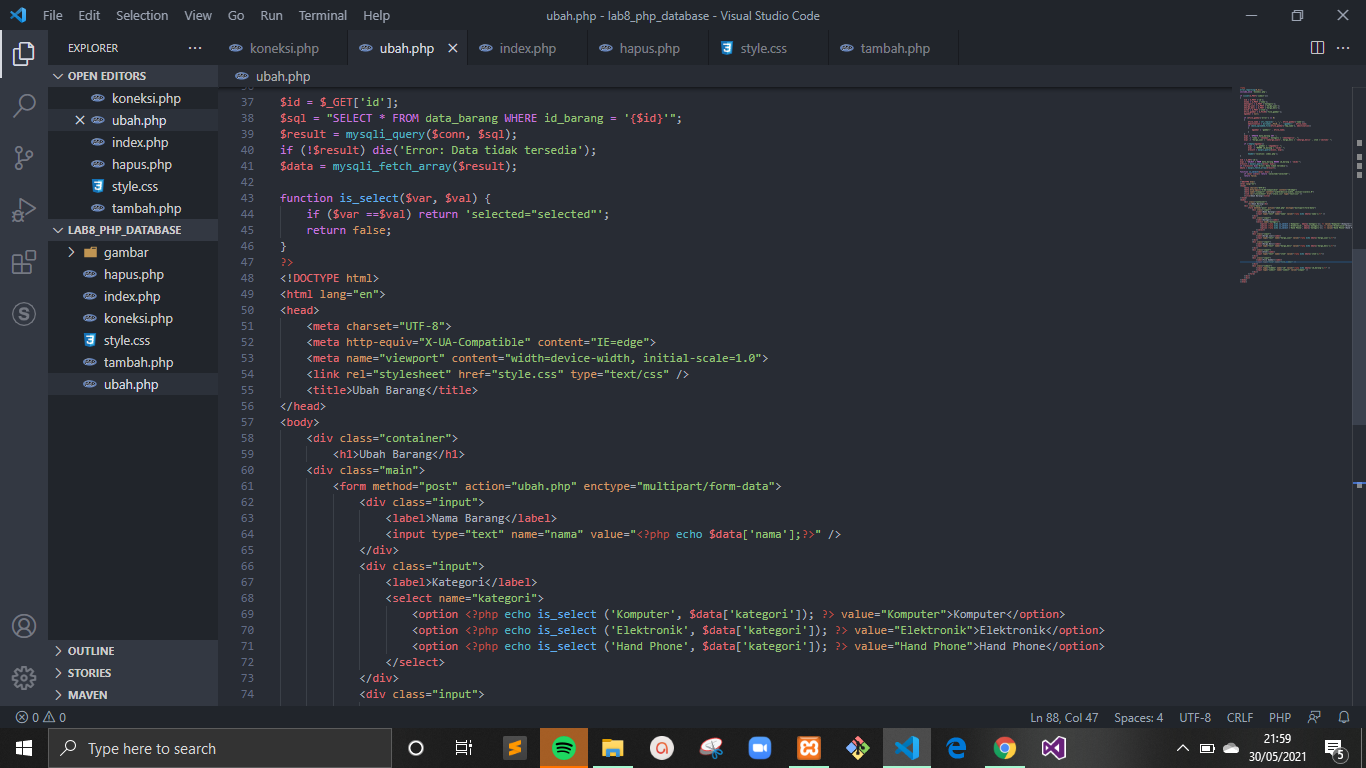 File Edit Selection View Go Run Terminal Help ubah.php - lab8_php_database - Visual Studio Code
EXPLORER
koneksi.php ubah.php index.php hapus.php style.css tambah.php
OPEN EDITORS
koneksi.php
ubah.php
index.php
hapus.php
style.css
tambah.php
LAB8_PHP_DATABASE
gambar
hapus.php
index.php
koneksi.php
style.css
tambah.php
ubah.php
OUTLINE
STORIES
MAVEN
ubah.php
37 $id = $_GET['id'];
38 $sql = "SELECT * FROM data_barang WHERE id_barang = '{$id}'";
39 $result = mysqli_query($conn, $sql);
40 if (!$result) die('Error: Data tidak tersedia');
41 $data = mysqli_fetch_array($result);
42
43 function is_select($var, $val) {
44 if ($var ==$val) return 'selected="selected"';
45 return false;
46 }
47 ?>
48 <!DOCTYPE html>
49 <html lang="en">
50 <head>
51 <meta charset="UTF-8">
52 <meta http-equiv="X-UA-Compatible" content="IE=edge">
53 <meta name="viewport" content="width=device-width, initial-scale=1.0">
54 <link rel="stylesheet" href="style.css" type="text/css" />
55 <title>Ubah Barang</title>
56 </head>
57 <body>
58 <div class="container">
59 <h1>Ubah Barang</h1>
60 <div class="main">
61 <form method="post" action="ubah.php" enctype="multipart/form-data">
62 <div class="input">
63 <label>Nama Barang</label>
64 <input type="text" name="nama" value="<?php echo $data['nama'];?>" />
65 </div>
66 <div class="input">
67 <label>Kategori</label>
68 <select name="kategori">
69 <option <?php echo is_select ('Komputer', $data['kategori']); ?> value="Komputer">Komputer</option>
70 <option <?php echo is_select ('Elektronik', $data['kategori']); ?> value="Elektronik">Elektronik</option>
71 <option <?php echo is_select ('Hand Phone', $data['kategori']); ?> value="Hand Phone">Hand Phone</option>
72 </select>
73 </div>
74 <div class="input">
0 0 Ln 88, Col 47 Spaces: 4 UTF-8 CRLF PHP
Type here to search
21:59
30/05/2021
5